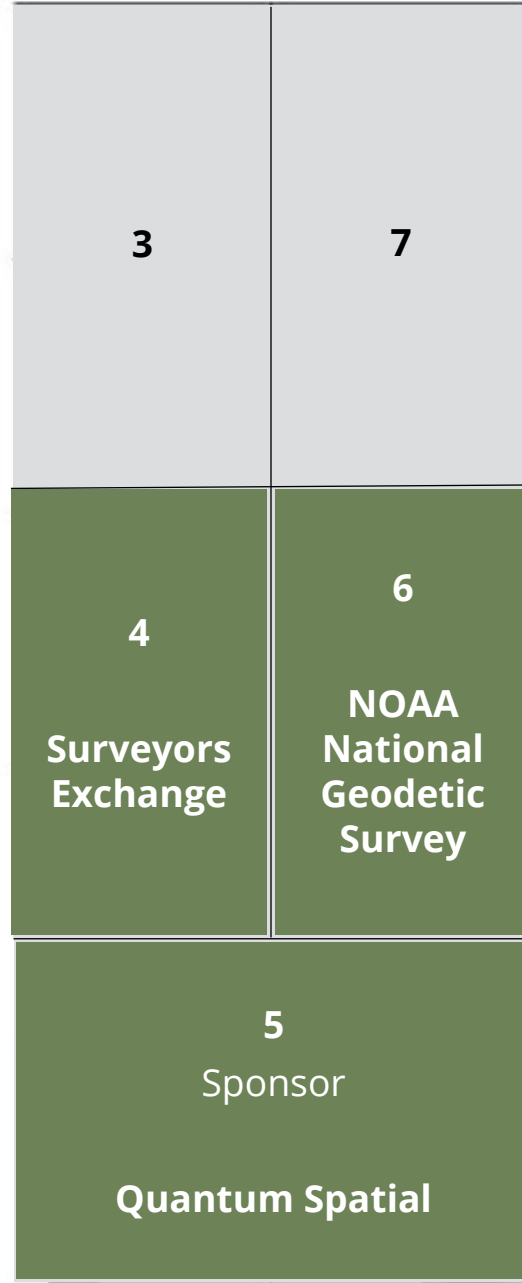 3
7
4
Surveyors
Exchange
6
NOAA
National
Geodetic
Survey
5
Sponsor
Quantum Spatial